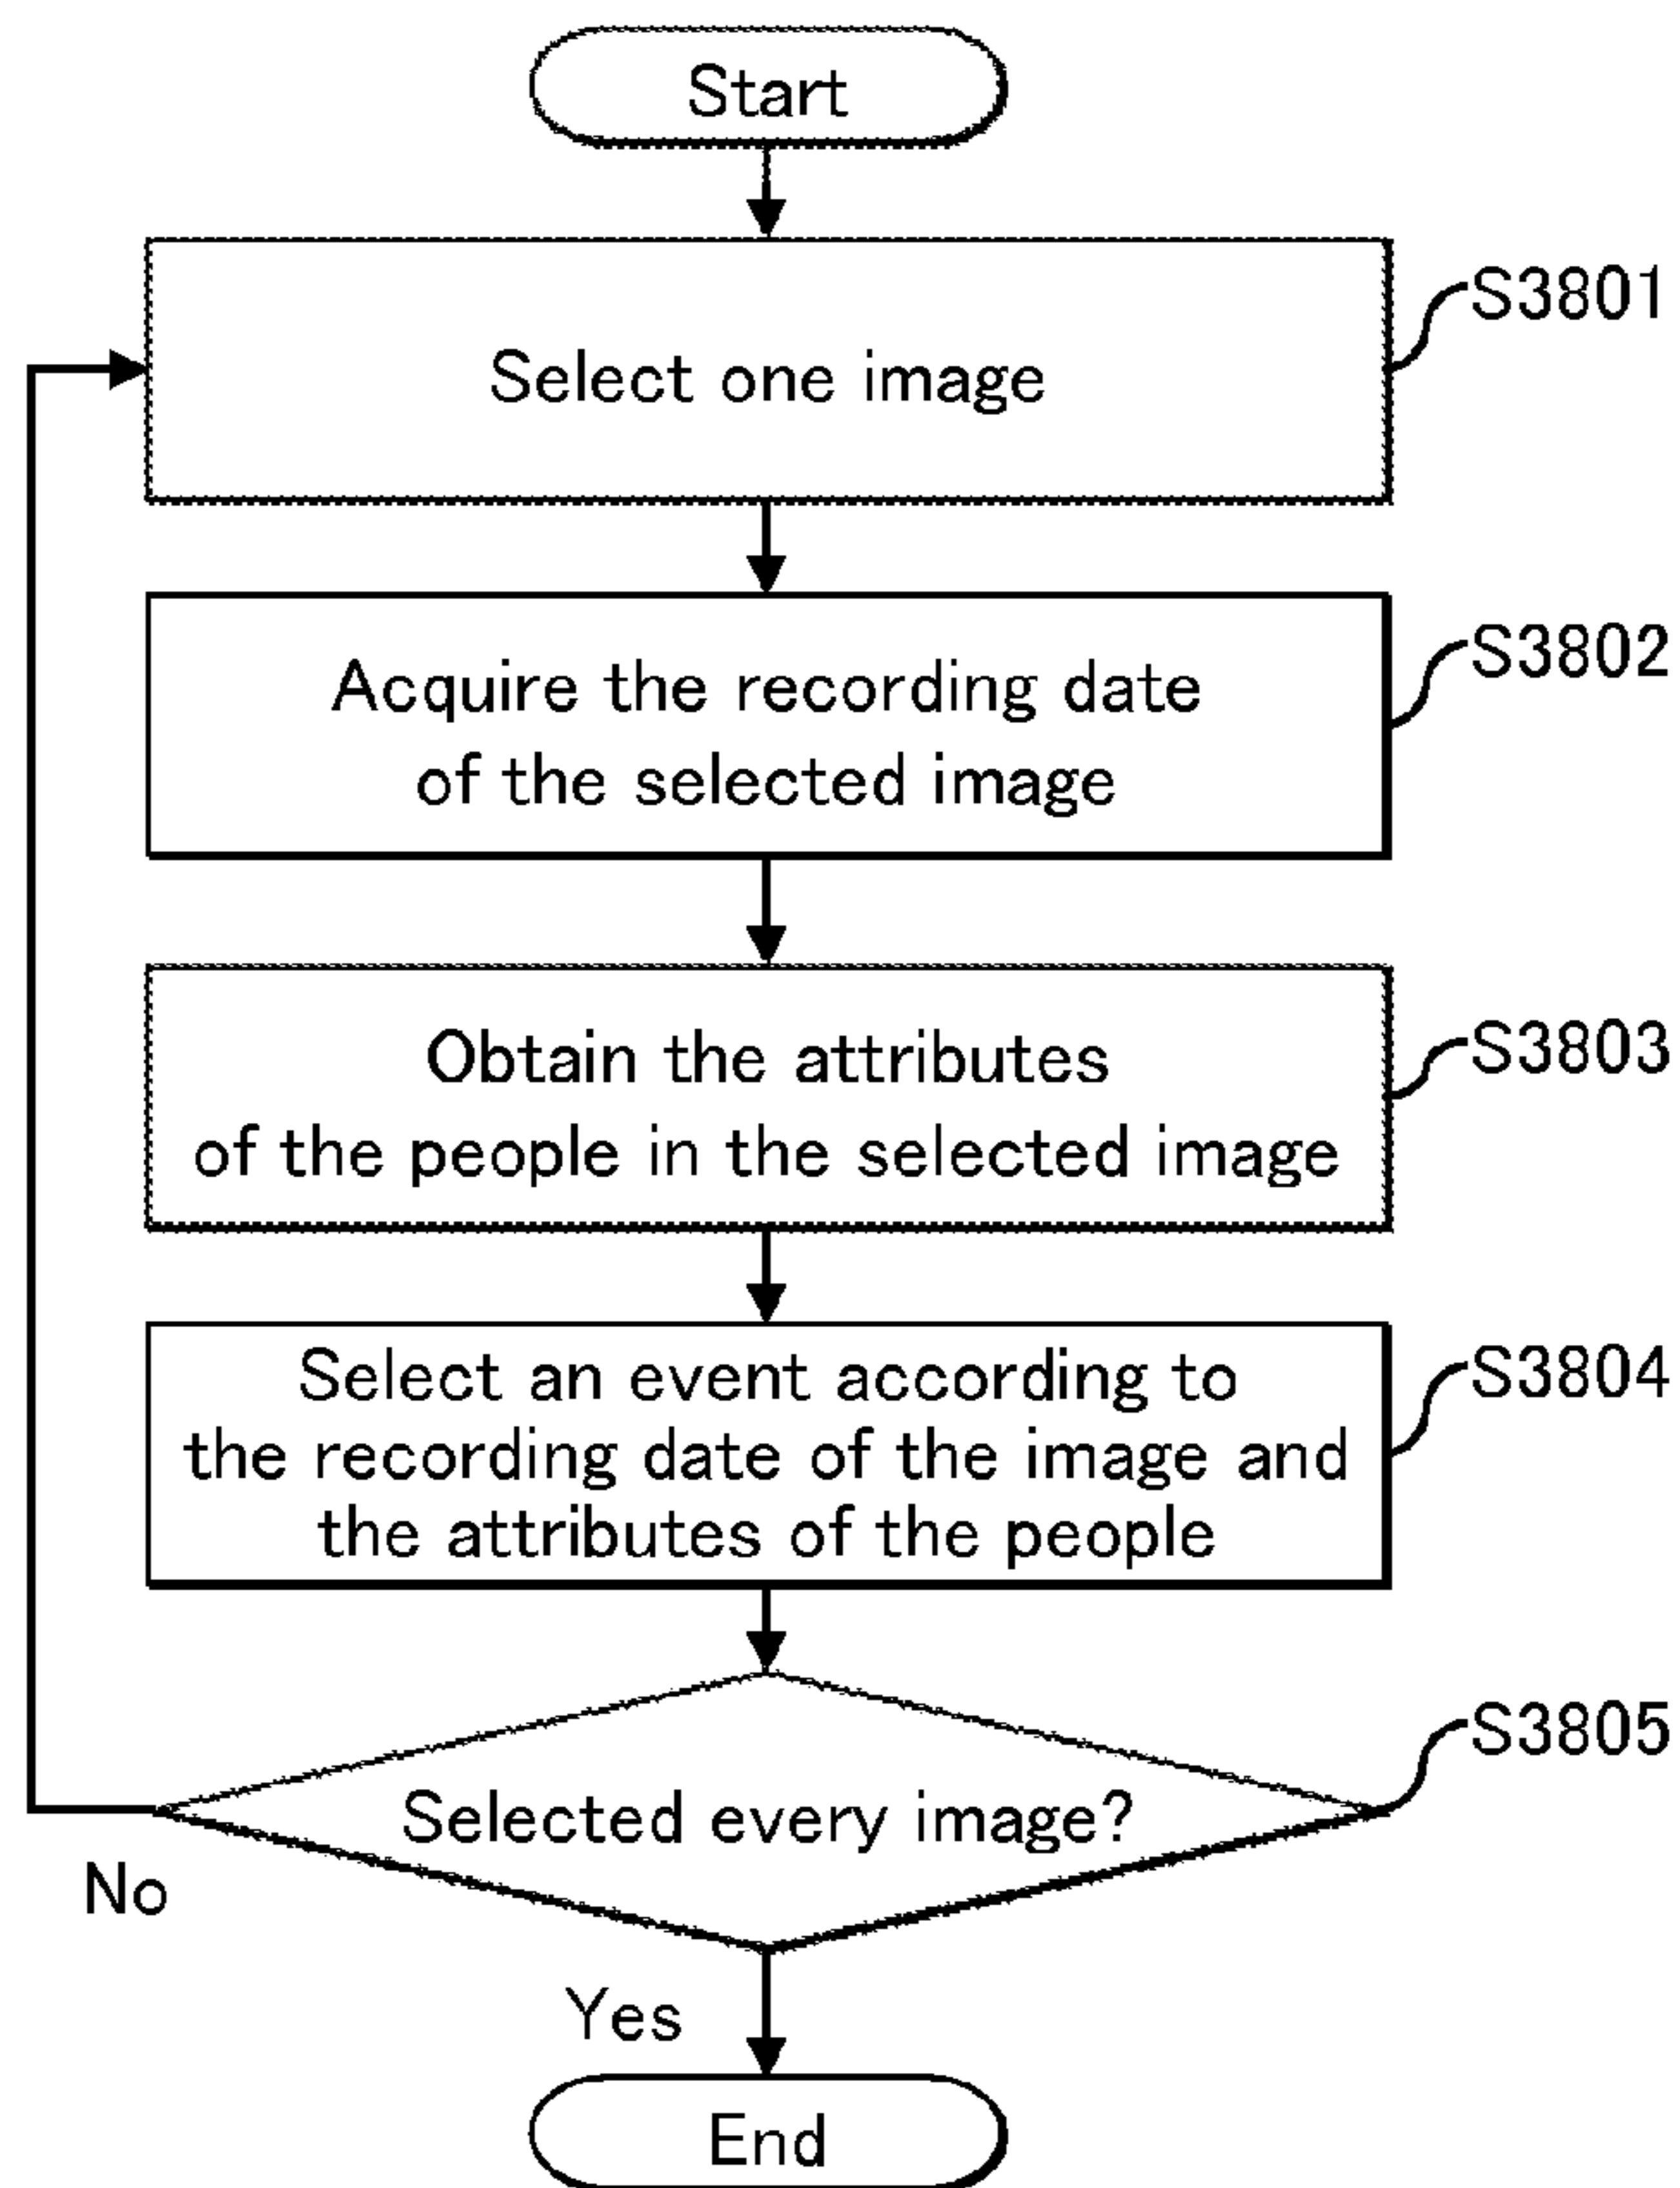 Start
Select one image
S3801
Acquire the recording date
of the selected image
S3802
Obtain the attributes
of the people in the selected image
S3803
Select an event according to
the recording date of the image and
the attributes of the people
S3804
Selected every image?
S3805
No
Yes
End